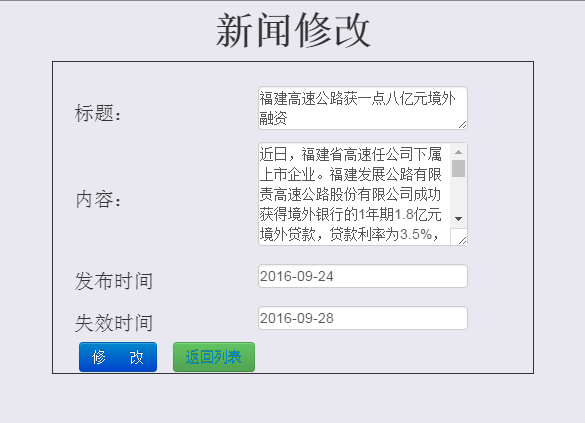 新闻修改
标题:
福建高速公路获一点八亿元境外
融资
内容:
近日，福建省高速任公司下属
上市企业。福建发展公路有限
责高速公路股份有限公司成功
获得境外银行的1年期1.8亿元
境外贷款，贷款利率为3.5%，
发布时间
2016-09-24
失效时间
2016-09-28
修 改 返回列表